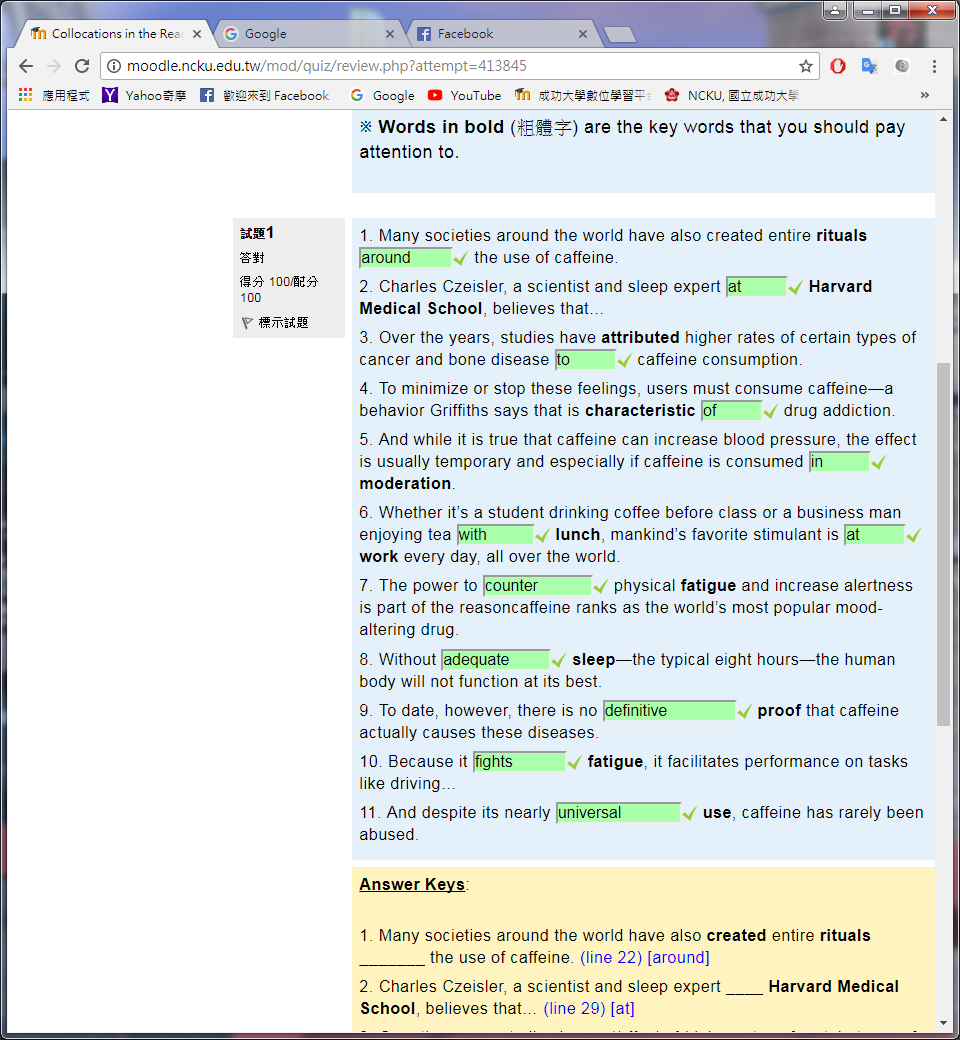 Collocations in the Rea
Google
Facebook
moodle.ncku.edu.tw/mod/quiz/review.php?attempt=413845
應用程式 Yahoo奇摩 歡迎來到 Facebook Google YouTube 成功大學數位學習平台 NCKU, 國立成功大學 »
※ Words in bold (粗體字) are the key words that you should pay
attention to.
試題1
答對
得分 100/配分
100
標示試題
1. Many societies around the world have also created entire rituals
around the use of caffeine.
2. Charles Czeisler, a scientist and sleep expert at Harvard
Medical School, believes that…
3. Over the years, studies have attributed higher rates of certain types of
cancer and bone disease to caffeine consumption.
4. To minimize or stop these feelings, users must consume caffeine—a
behavior Griffiths says that is characteristic of drug addiction.
5. And while it is true that caffeine can increase blood pressure, the effect
is usually temporary and especially if caffeine is consumed in
moderation.
6. Whether it’s a student drinking coffee before class or a business man
enjoying tea with lunch, mankind’s favorite stimulant is at
work every day, all over the world.
7. The power to counter physical fatigue and increase alertness
is part of the reasoncaffeine ranks as the world’s most popular mood-
altering drug.
8. Without adequate sleep—the typical eight hours—the human
body will not function at its best.
9. To date, however, there is no definitive proof that caffeine
actually causes these diseases.
10. Because it fights fatigue, it facilitates performance on tasks
like driving…
11. And despite its nearly universal use, caffeine has rarely been
abused.
Answer Keys:
1. Many societies around the world have also created entire rituals
_______ the use of caffeine. (line 22) [around]
2. Charles Czeisler, a scientist and sleep expert ____ Harvard Medical
School, believes that… (line 29) [at]